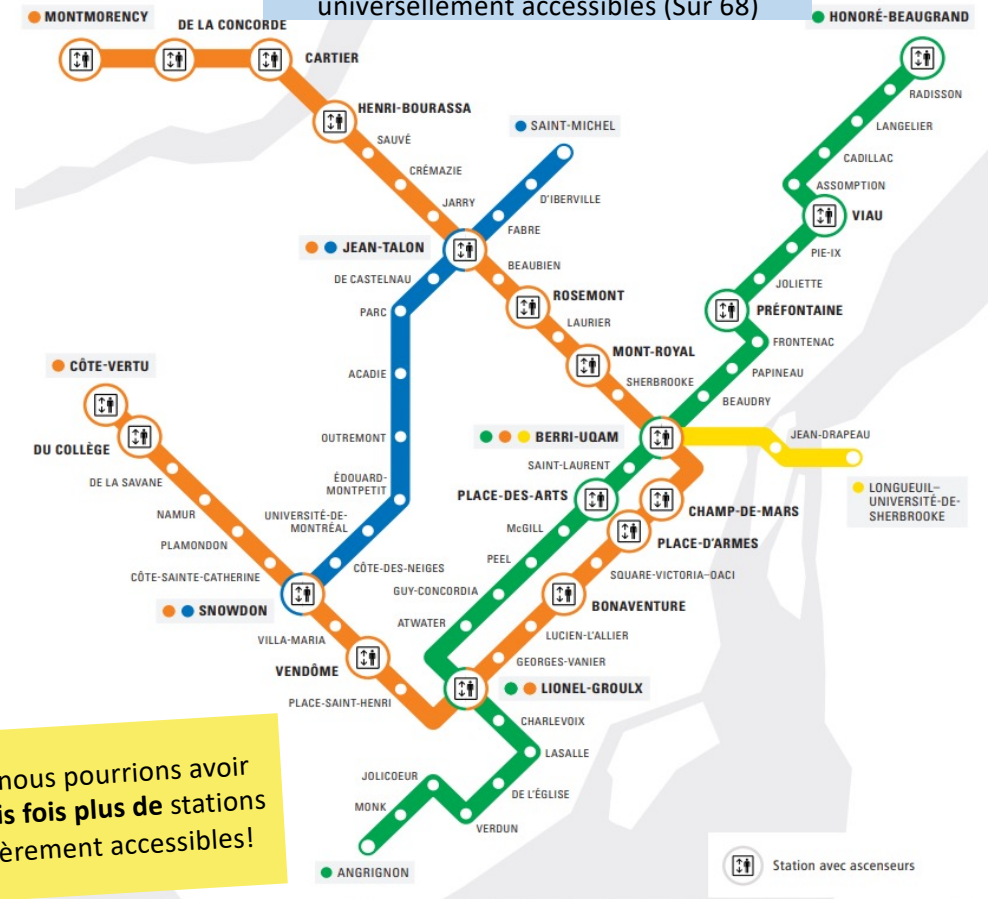 universellement accessibles (Sur 68)
MONTMORENCY
DE LA CONCORDE
CARTIER
HENRI-BOURASSA
SAUVÉ
CRÉMAZIE
JARRY
JEAN-TALON
BEAUBIEN
ROSEMONT
LAURIER
MONT-ROYAL
SHERBROOKE
BERRI-UQAM
CHAMP-DE-MARS
PLACE-D'ARMES
SQUARE-VICTORIA–OACI
BONAVENTURE
LUCIEN-L'ALLIER
GEORGES-VANIER
LIONEL-GROULX
PLACE-SAINT-HENRI
VENDÔME
VILLA-MARIA
SNOWDON
CÔTE-SAINTE-CATHERINE
PLAMONDON
NAMUR
DE LA SAVANE
DU COLLÈGE
CÔTE-VERTU
SAINT-MICHEL
D'IBERVILLE
FABRE
DE CASTELNAU
PARC
ACADIE
OUTREMONT
ÉDOUARD-
MONTPETIT
UNIVERSITÉ-DE-
MONTRÉAL
CÔTE-DES-NEIGES
HONORÉ-BEAUGRAND
RADISSON
LANGELIER
CADILLAC
ASSOMPTION
VIAU
PIE-IX
JOLIETTE
PRÉFONTAINE
FRONTENAC
PAPINEAU
BEAUDRY
SAINT-LAURENT
PLACE-DES-ARTS
McGILL
PEEL
GUY-CONCORDIA
ATWATER
CHARLEVOIX
LASALLE
DE L'ÉGLISE
VERDUN
JOLICOEUR
MONK
ANGRIGNON
JEAN-DRAPEAU
LONGUEUIL–
UNIVERSITÉ-DE-
SHERBROOKE
nous pourrions avoir
is fois plus de stations
èrement accessibles!
Station avec ascenseurs